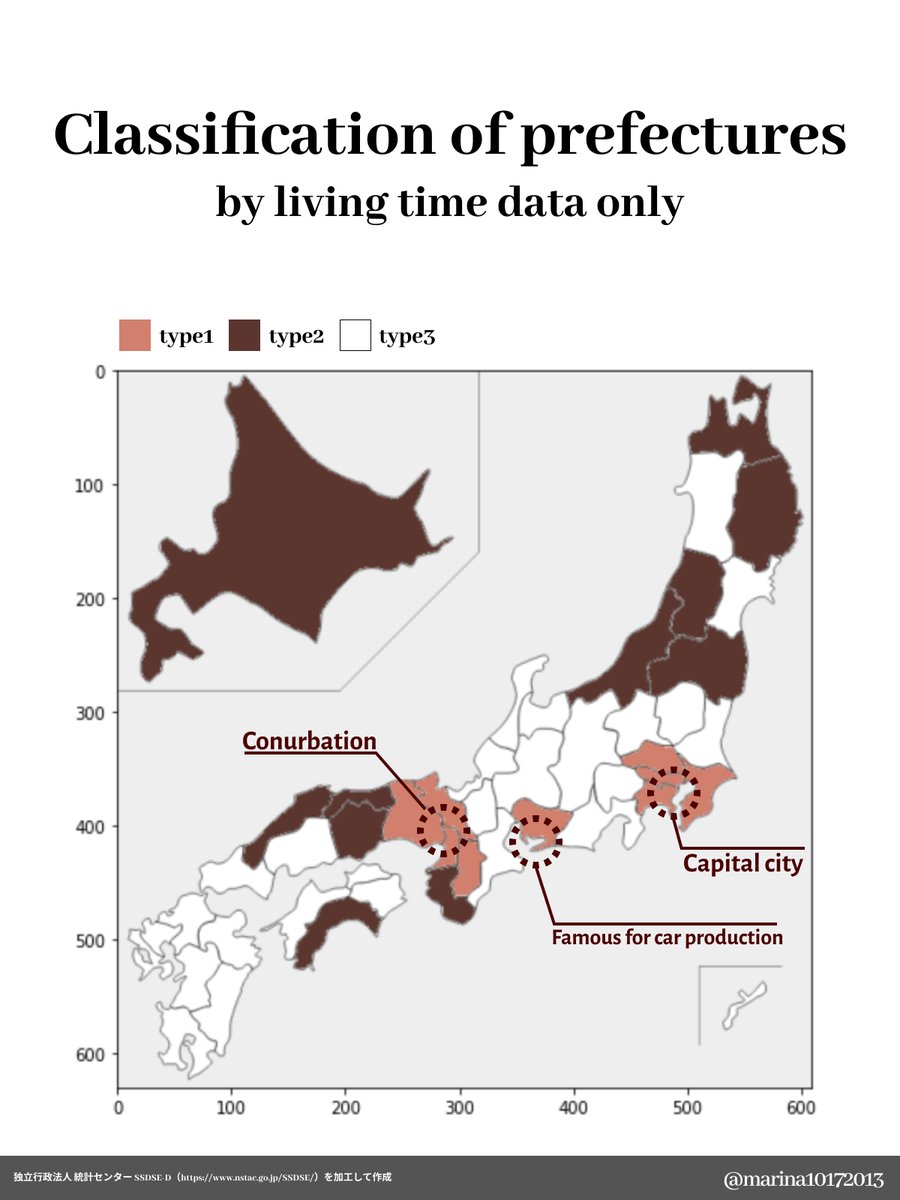 Classification of prefectures
by living time data only
type1 type2 type3
0
100
200
300
400
500
600
Conurbation
Capital city
Famous for car production
0 100 200 300 400 500 600
独立行政法人 統計センター SSDSE-D（https://www.nstac.go.jp/SSDSE/）を加工して作成
@marina10172013